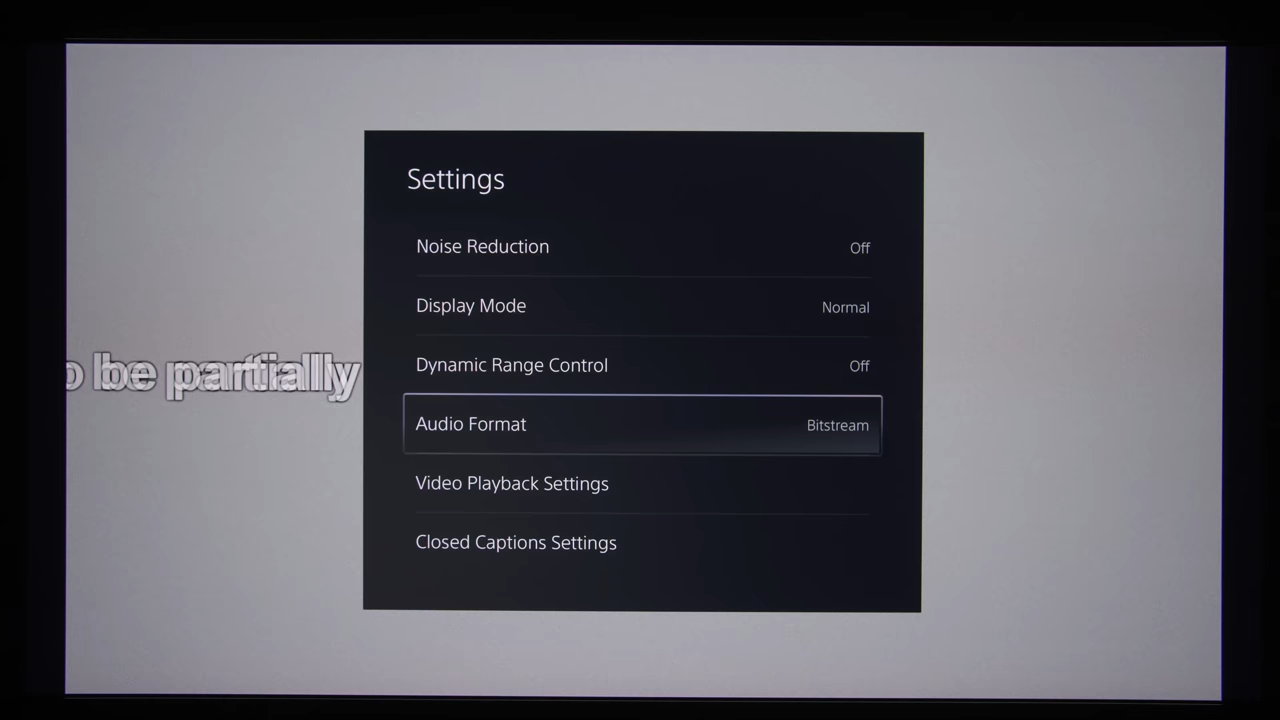 Settings
Noise Reduction Off
Display Mode Normal
Dynamic Range Control Off
be partially
Audio Format Bitstream
Video Playback Settings
Closed Captions Settings